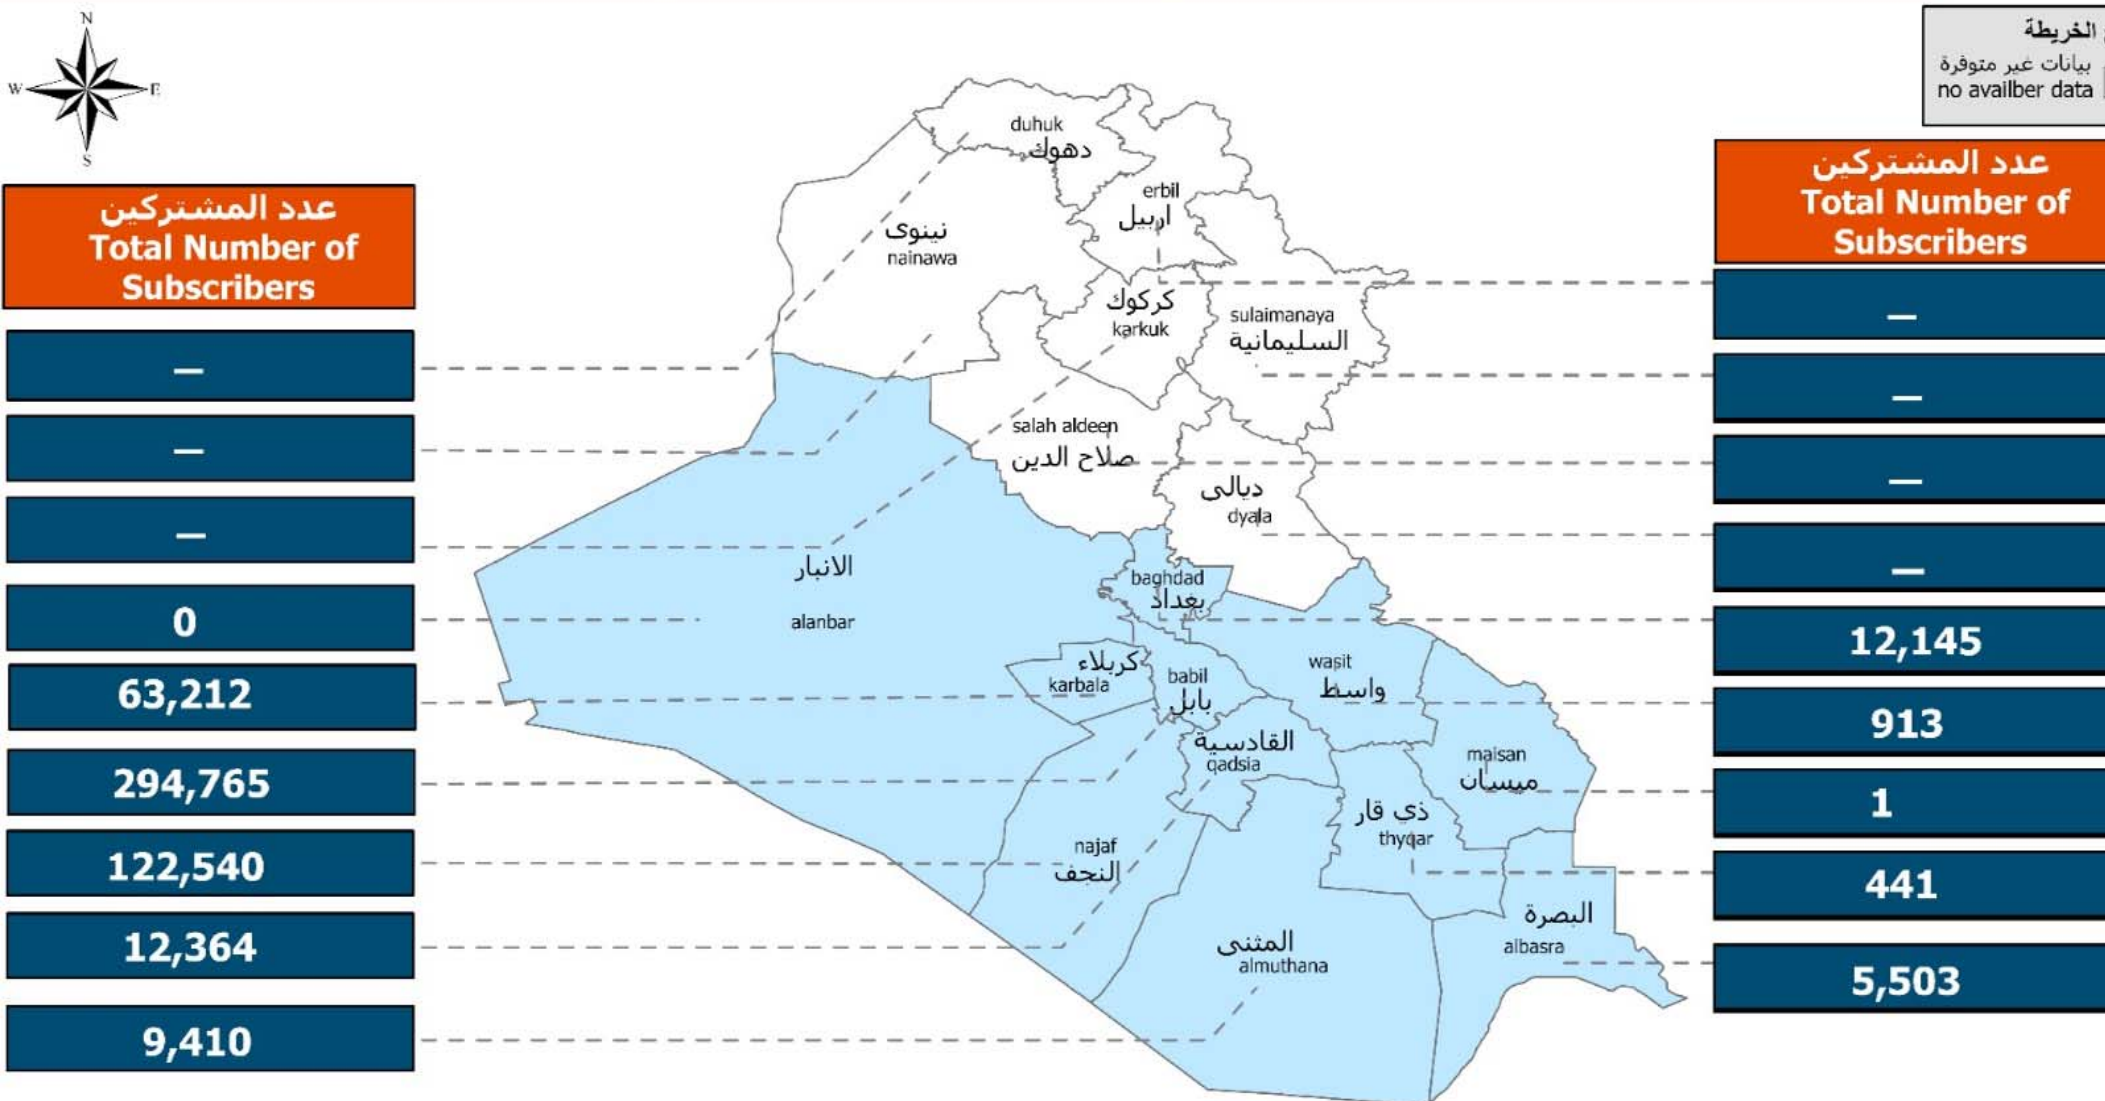 N
W
E
S
الخريطة
بيانات غير متوفرة
no availber data
عدد المشتركين
Total Number of
Subscribers
—
—
—
0
63,212
294,765
122,540
12,364
9,410
duhuk
دهوك
erbil
اربيل
نينوى
nainawa
كركوك
karkuk
sulaimanaya
السليمانية
salah aldeen
صلاح الدين
ديالى
dyala
الانبار
alanbar
baghdad
بغداد
كربلاء
karbala
babil
بابل
wasit
واسط
القادسية
qadsia
maisan
ميسان
ذي قار
thyqar
najaf
النجف
المثنى
almuthana
البصرة
albasra
عدد المشتركين
Total Number of
Subscribers
—
—
—
—
12,145
913
1
441
5,503